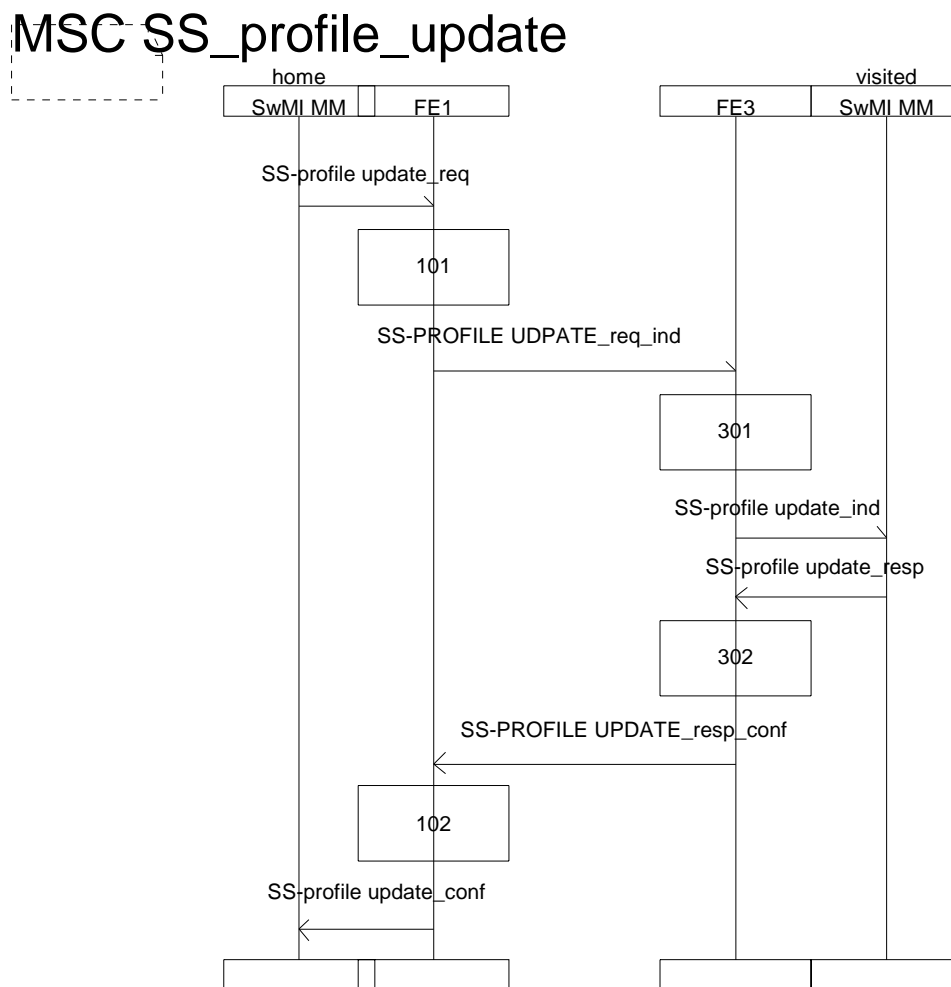 MSC SS_profile_update
home visited
SwMI MM FE1 FE3 SwMI MM
SS-profile update_req
101
SS-PROFILE UDPATE_req_ind
301
SS-profile update_ind
SS-profile update_resp
302
SS-PROFILE UPDATE_resp_conf
102
SS-profile update_conf